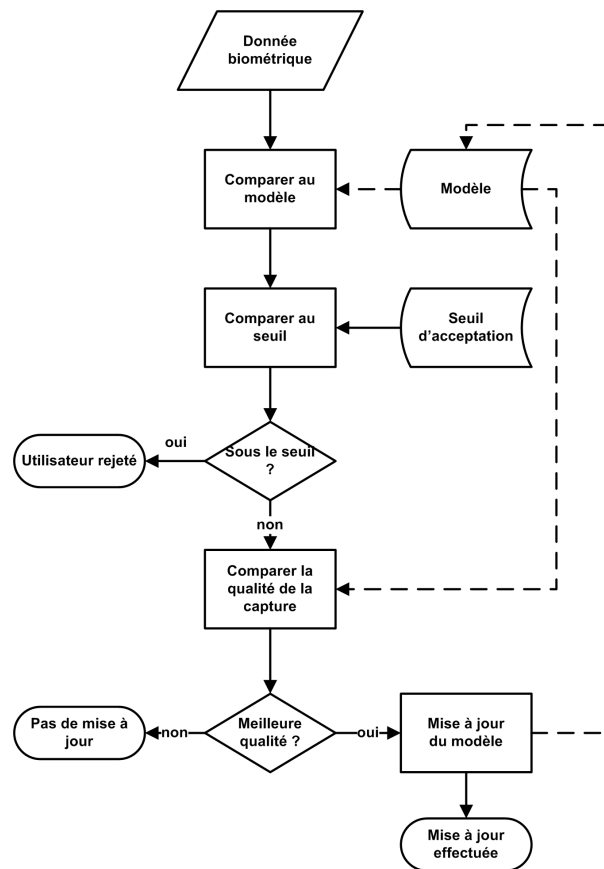 Donnée
biométrique
Comparer au
modèle
Modèle
Comparer au
seuil
Seuil
d'acceptation
oui
Sous le seuil
?
Utilisateur rejeté
non
Comparer la
qualité de la
capture
Pas de mise à
jour
non
Meilleure
qualité ?
oui
Mise à jour
du modèle
Mise à jour
effectuée